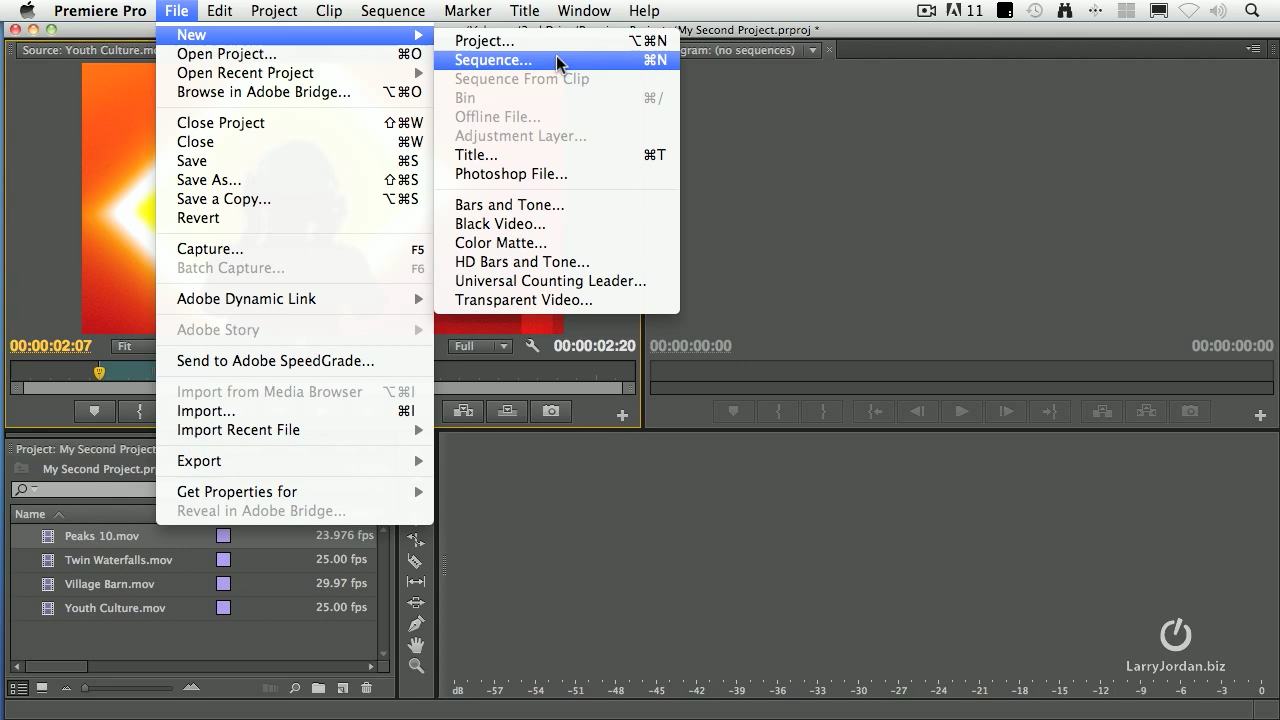 Premiere Pro File Edit Project Clip Sequence Marker Title Window Help 11
My Second Project.prproj *
Source: Youth Culture.mo
gram: (no sequences)
New
Open Project... ⌘O
Open Recent Project
Browse in Adobe Bridge... ⌥⌘O
Close Project ⇧⌘W
Close ⌘W
Save ⌘S
Save As... ⇧⌘S
Save a Copy... ⌥⌘S
Revert
Capture... F5
Batch Capture... F6
Adobe Dynamic Link
Adobe Story
Send to Adobe SpeedGrade...
Import from Media Browser ⌥⌘I
Import... ⌘I
Import Recent File
Export
Get Properties for
Reveal in Adobe Bridge...
Project... ⌥⌘N
Sequence... ⌘N
Sequence From Clip
Bin ⌘/
Offline File...
Adjustment Layer...
Title... ⌘T
Photoshop File...
Bars and Tone...
Black Video...
Color Matte...
HD Bars and Tone...
Universal Counting Leader...
Transparent Video...
00:00:02:07 Fit Full 00:00:02:20
00:00:00:00 00:00:00:00
Project: My Second Project
My Second Project.prp
Name
Peaks 10.mov 23.976 fps
Twin Waterfalls.mov 25.00 fps
Village Barn.mov 29.97 fps
Youth Culture.mov 25.00 fps
LarryJordan.biz
dB -57 -54 -51 -48 -45 -42 -39 -36 -33 -30 -27 -24 -21 -18 -15 -12 -9 -6 -3 0